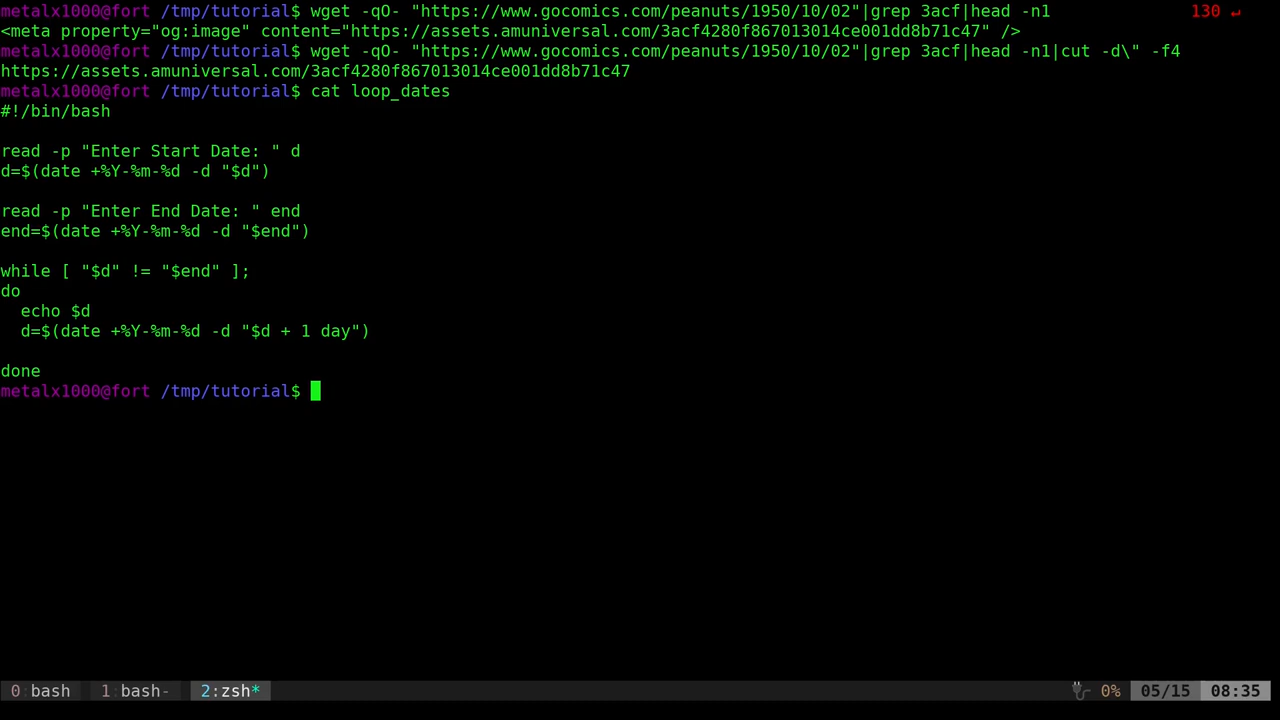 metalx1000@fort /tmp/tutorial$ wget -qO- "https://www.gocomics.com/peanuts/1950/10/02"|grep 3acf|head -n1 130 ↵
<meta property="og:image" content="https://assets.amuniversal.com/3acf4280f867013014ce001dd8b71c47" />
metalx1000@fort /tmp/tutorial$ wget -qO- "https://www.gocomics.com/peanuts/1950/10/02"|grep 3acf|head -n1|cut -d\" -f4
https://assets.amuniversal.com/3acf4280f867013014ce001dd8b71c47
metalx1000@fort /tmp/tutorial$ cat loop_dates
#!/bin/bash
read -p "Enter Start Date: " d
d=$(date +%Y-%m-%d -d "$d")
read -p "Enter End Date: " end
end=$(date +%Y-%m-%d -d "$end")
while [ "$d" != "$end" ];
do
  echo $d
  d=$(date +%Y-%m-%d -d "$d + 1 day")
done
metalx1000@fort /tmp/tutorial$
0 bash 1 bash- 2:zsh* 0% 05/15 08:35